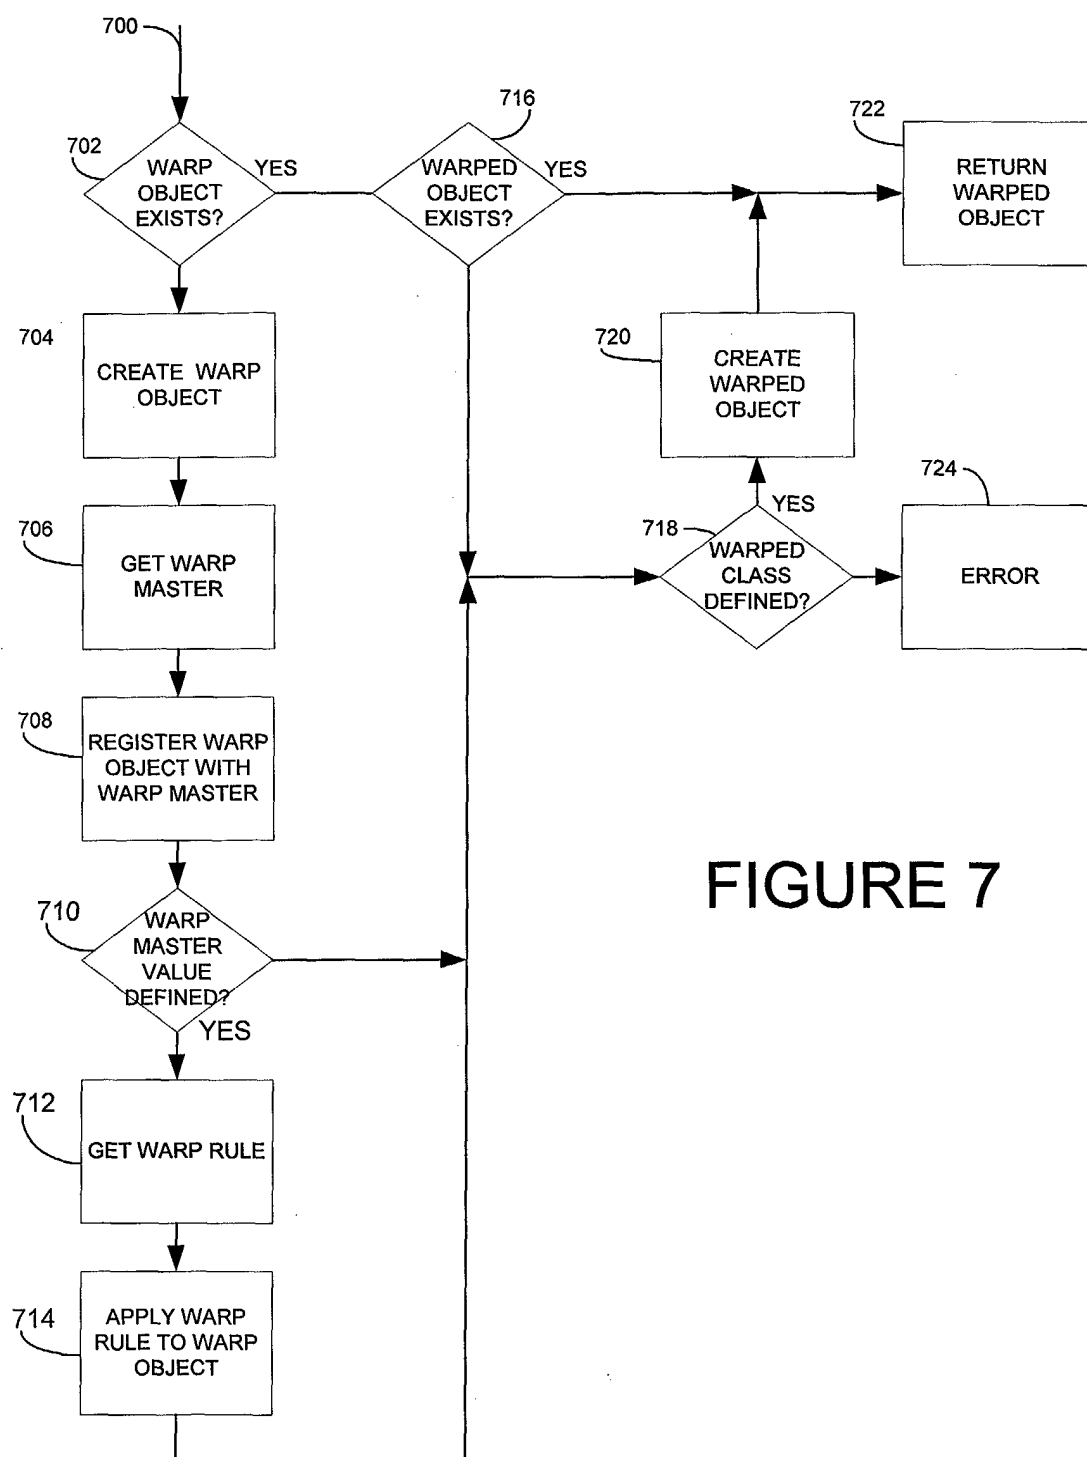 700
702
WARP
OBJECT
EXISTS?
YES
716
WARPED
OBJECT
EXISTS?
YES
722
RETURN
WARPED
OBJECT
704
CREATE WARP
OBJECT
720
CREATE
WARPED
OBJECT
706
GET WARP
MASTER
718
WARPED
CLASS
DEFINED?
YES
724
ERROR
708
REGISTER WARP
OBJECT WITH
WARP MASTER
710
WARP
MASTER
VALUE
DEFINED?
YES
FIGURE 7
712
GET WARP RULE
714
APPLY WARP
RULE TO WARP
OBJECT